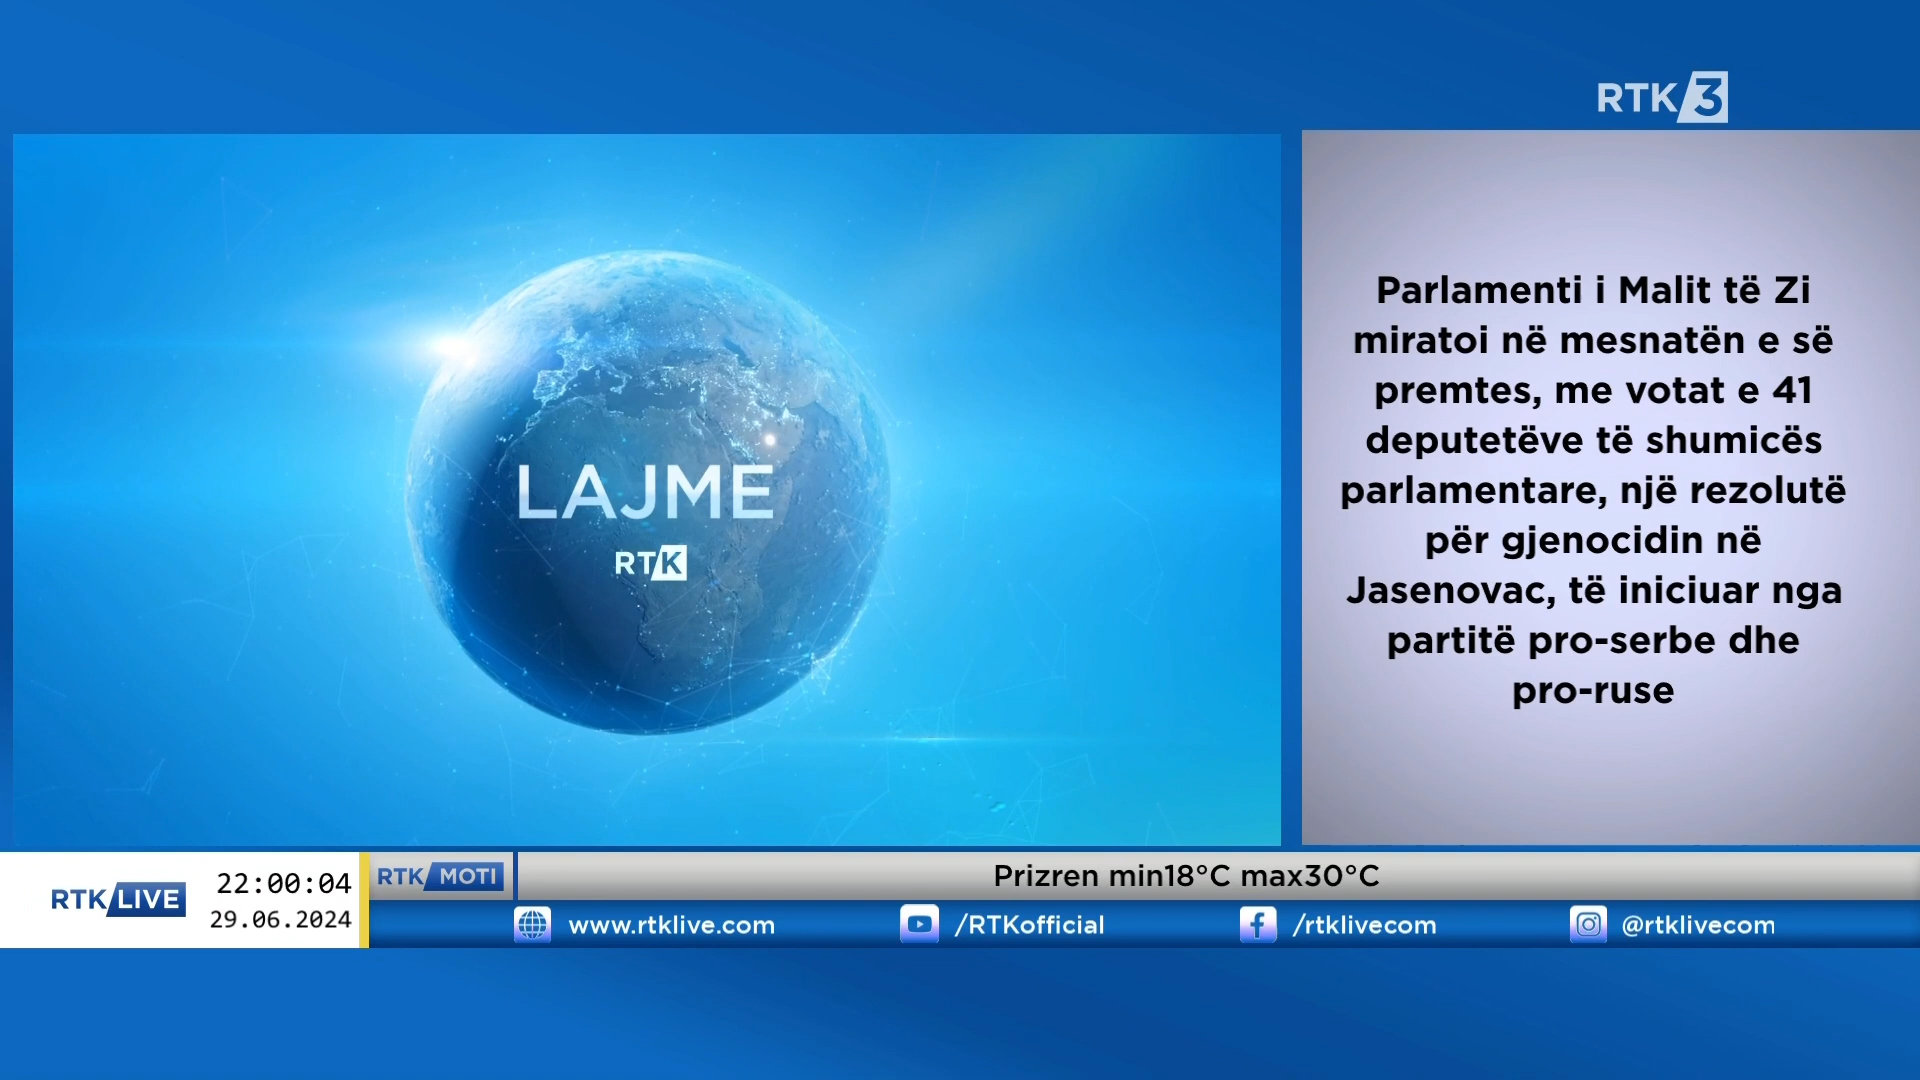 RTK 3
LAJME
RTK
Parlamenti i Malit të Zi
miratoi në mesnatën e së
premtes, me votat e 41
deputetëve të shumicës
parlamentare, një rezolutë
për gjenocidin në
Jasenovac, të iniciuar nga
partitë pro-serbe dhe
pro-ruse
RTK LIVE
22:00:04
29.06.2024
RTK MOTI
Prizren min18°C max30°C
www.rtklive.com
/RTKofficial
/rtklivecom
@rtklivecom